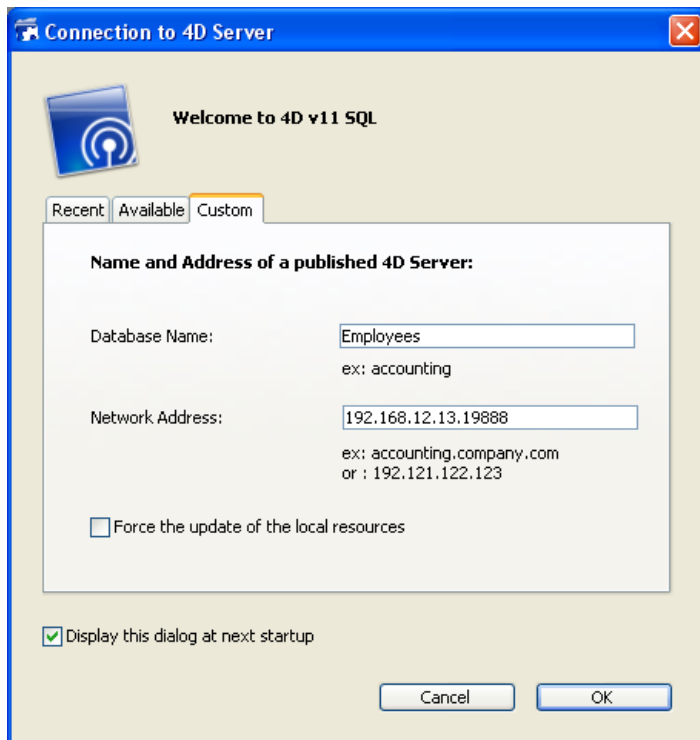 Connection to 4D Server
Welcome to 4D v11 SQL
Recent Available Custom
Name and Address of a published 4D Server:
Database Name: Employees
ex: accounting
Network Address: 192.168.12.13.19888
ex: accounting.company.com
or : 192.121.122.123
Force the update of the local resources
Display this dialog at next startup
Cancel OK